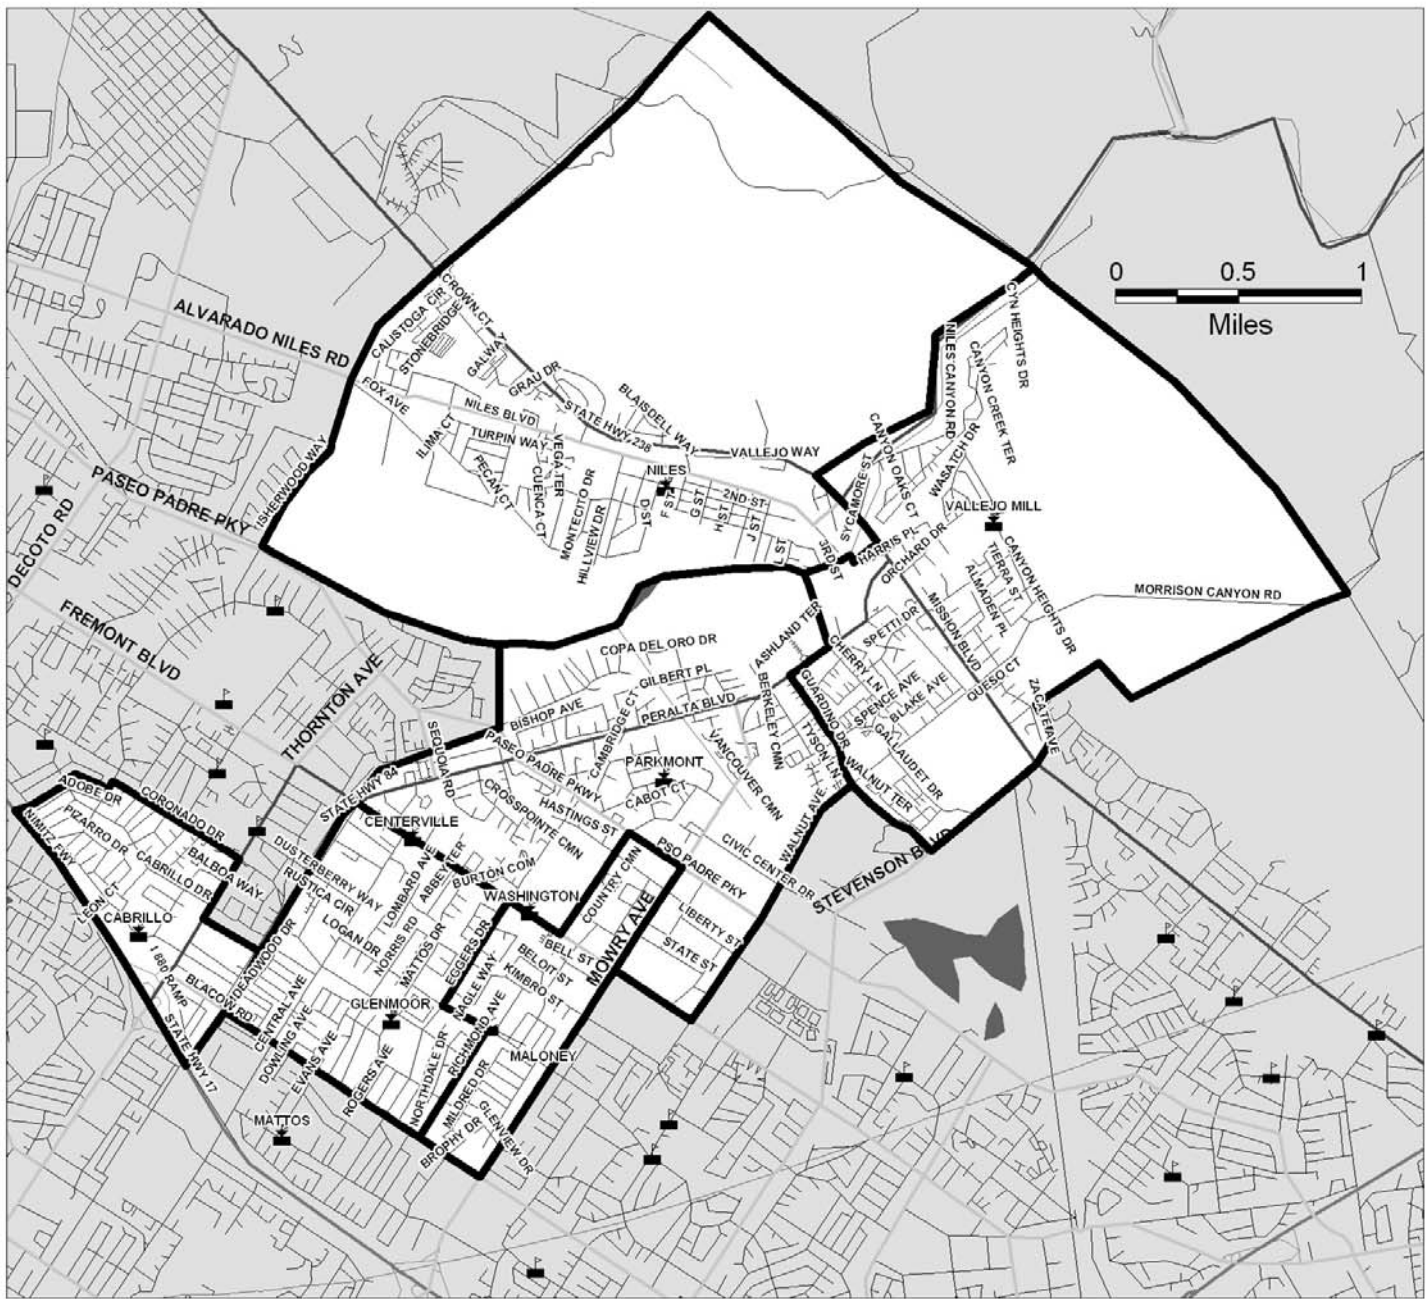 0 0.5 1
Miles
CYN HEIGHTS DR
CROWN CT
CALISTOGA CIR
STONEBRIDGE
ALVARADO NILES RD
GALWAY
GRAU DR
NILES CANYON RD
CANYON CREEK TER
FOX AVE
BLAISDELL WAY
NILES BLVD
STATE HWY 238
ILIMA CT
TURPIN WAY
VEGA TER
VALLEJO WAY
CANYON OAKS CT
WASATCH DR
ISHERWOOD WAY
PECAN CT
CUENCA CT
MONTECITO DR
HILLVIEW DR
NILES
D ST
F ST
G ST
H ST
2ND ST
J ST
L ST
3RD ST
SYCAMORE ST
VALLEJO MILL
PASEO PADRE PKY
DECOTO RD
HARRIS PL
ORCHARD DR
TIERRA ST
ALMADEN PL
CANYON HEIGHTS DR
MORRISON CANYON RD
FREMONT BLVD
MISSION BLVD
SPETTI DR
COPA DEL ORO DR
ASHLAND TER
CHERRY LN
GILBERT PL
THORNTON AVE
BISHOP AVE
CAMBRIDGE CT
PERALTA BLVD
BERKELEY CMN
GUARDINO DR
SPENCE AVE
BLAKE AVE
QUESO CT
ZACATE AVE
SEQUOIA RD
PASEO PADRE PKWY
PARKMONT
CABOT CT
VANCOUVER CMN
TYSON LN
GALLAUDET DR
WALNUT TER
STATE HWY 84
CROSSPOINTE CMN
HASTINGS ST
ADOBE DR
CORONADO DR
NIMITZ FWY
PIZARRO DR
CABRILLO DR
BALBOA WAY
CENTERVILLE
DUSTERBERRY WAY
RUSTICA CIR
LOMBARD AVE
ABBEY TER
BURTON COM
WASHINGTON
COUNTRY CMN
PSO PADRE PKY
CIVIC CENTER DR
WALNUT AVE
STEVENSON BLVD
LEON CT
CABRILLO
LOGAN DR
NORRIS RD
MATTOS DR
EGGERS DR
BELL ST
BELOIT ST
KIMBRO ST
MOWRY AVE
LIBERTY ST
STATE ST
I 880 RAMP
BLACOW RD
DEADWOOD DR
STATE HWY 17
CENTRAL AVE
DOWLING AVE
EVANS AVE
GLENMOOR
ROGERS AVE
NAGLE WAY
RICHMOND AVE
NORTHDALE DR
MALONEY
MILDRED DR
MATTOS
BROPHY DR
GLENVIEW DR